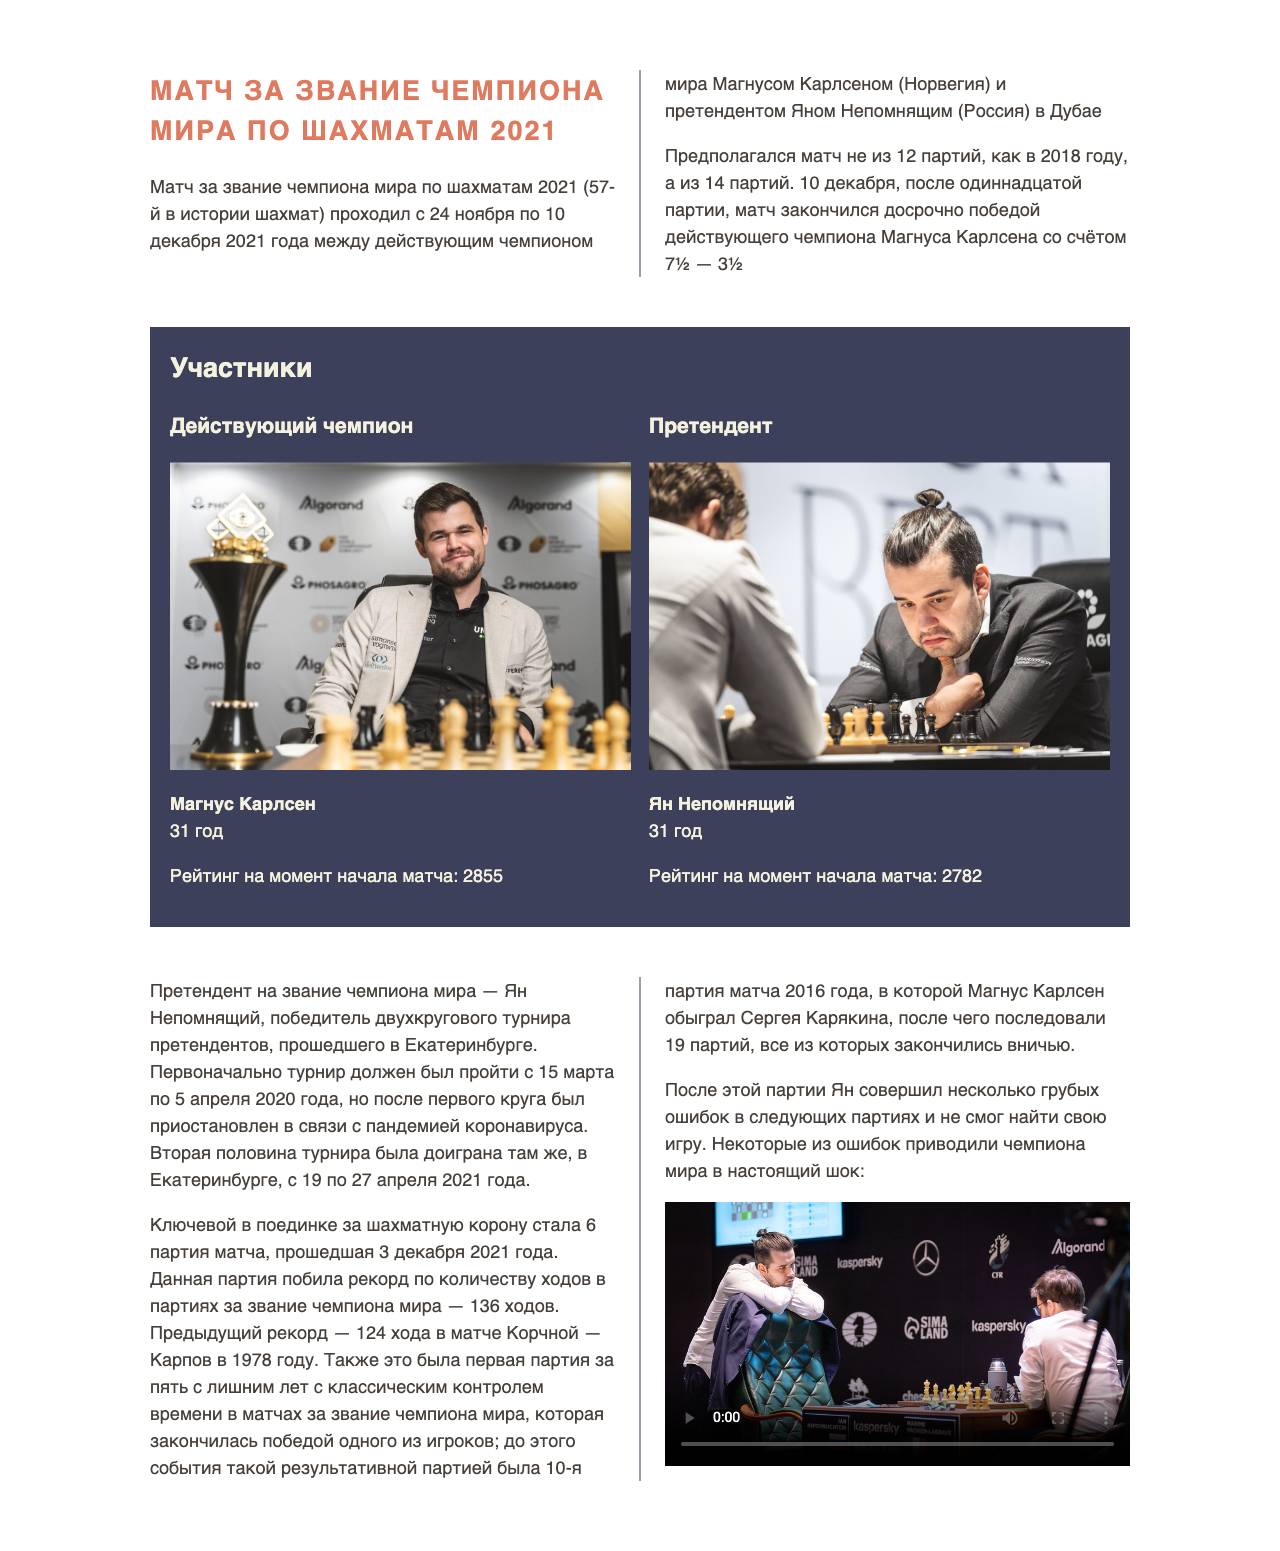 МАТЧ ЗА ЗВАНИЕ ЧЕМПИОНА
МИРА ПО ШАХМАТАМ 2021
Матч за звание чемпиона мира по шахматам 2021 (57-
й в истории шахмат) проходил с 24 ноября по 10
декабря 2021 года между действующим чемпионом
мира Магнусом Карлсеном (Норвегия) и
претендентом Яном Непомнящим (Россия) в Дубае
Предполагался матч не из 12 партий, как в 2018 году,
а из 14 партий. 10 декабря, после одиннадцатой
партии, матч закончился досрочно победой
действующего чемпиона Магнуса Карлсена со счётом
7½ — 3½
Участники
Действующий чемпион
Algorand
Algorand
PHOSAGRO
PHOSAGRO
Претендент
BEST
Магнус Карлсен
31 год
Рейтинг на момент начала матча: 2855
Ян Непомнящий
31 год
Рейтинг на момент начала матча: 2782
Претендент на звание чемпиона мира — Ян
Непомнящий, победитель двухкругового турнира
претендентов, прошедшего в Екатеринбурге.
Первоначально турнир должен был пройти с 15 марта
по 5 апреля 2020 года, но после первого круга был
приостановлен в связи с пандемией коронавируса.
Вторая половина турнира была доиграна там же, в
Екатеринбурге, с 19 по 27 апреля 2021 года.
Ключевой в поединке за шахматную корону стала 6
партия матча, прошедшая 3 декабря 2021 года.
Данная партия побила рекорд по количеству ходов в
партиях за звание чемпиона мира — 136 ходов.
Предыдущий рекорд — 124 хода в матче Корчной —
Карпов в 1978 году. Также это была первая партия за
пять с лишним лет с классическим контролем
времени в матчах за звание чемпиона мира, которая
закончилась победой одного из игроков; до этого
события такой результативной партией была 10-я
партия матча 2016 года, в которой Магнус Карлсен
обыграл Сергея Карякина, после чего последовали
19 партий, все из которых закончились вничью.
После этой партии Ян совершил несколько грубых
ошибок в следующих партиях и не смог найти свою
игру. Некоторые из ошибок приводили чемпиона
мира в настоящий шок:
SIMA LAND
kaspersky
CFR
Algorand
SIMA LAND
kaspersky
kaspersky
0:00